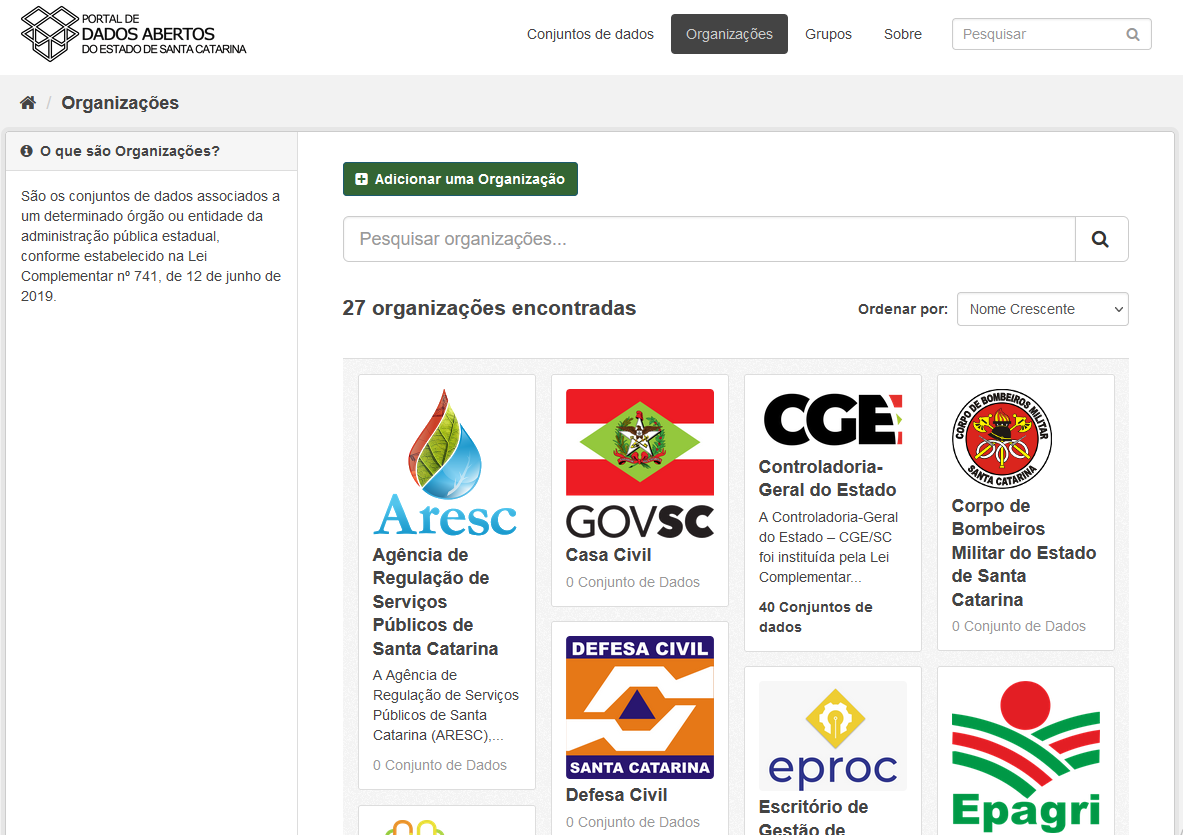 PORTAL DE
DADOS ABERTOS
DO ESTADO DE SANTA CATARINA
Conjuntos de dados
Organizações
Grupos
Sobre
Pesquisar
/ Organizações
O que são Organizações?
São os conjuntos de dados associados a
um determinado órgão ou entidade da
administração pública estadual,
conforme estabelecido na Lei
Complementar nº 741, de 12 de junho de
2019.
Adicionar uma Organização
Pesquisar organizações...
27 organizações encontradas
Ordenar por:
Nome Crescente
Aresc
Agência de
Regulação de
Serviços
Públicos de
Santa Catarina
A Agência de
Regulação de Serviços
Públicos de Santa
Catarina (ARESC),...
0 Conjunto de Dados
GOVSC
Casa Civil
0 Conjunto de Dados
CGE
Controladoria-
Geral do Estado
A Controladoria-Geral
do Estado – CGE/SC
foi instituída pela Lei
Complementar...
40 Conjuntos de
dados
CORPO DE BOMBEIROS MILITAR
SANTA CATARINA
Corpo de
Bombeiros
Militar do Estado
de Santa
Catarina
0 Conjunto de Dados
DEFESA CIVIL
SANTA CATARINA
Defesa Civil
0 Conjunto de Dados
eproc
Escritório de
Gestão de
Epagri